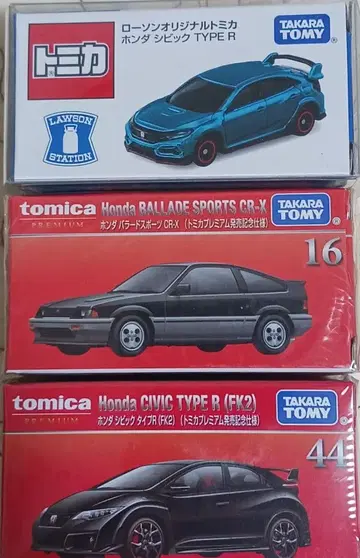 ローソンオリジナルトミカ
ホンダ シビック TYPE R
TAKARA TOMY
トミカ
LAWSON
STATION
tomica
PREMIUM
Honda BALLADE SPORTS CR-X
ホンダ バラードスポーツ CR-X （トミカプレミアム発売記念仕様）
TAKARA TOMY
16
tomica
PREMIUM
Honda CIVIC TYPE R (FK2)
ホンダ シビック タイプR (FK2) （トミカプレミアム発売記念仕様）
TAKARA TOMY
44